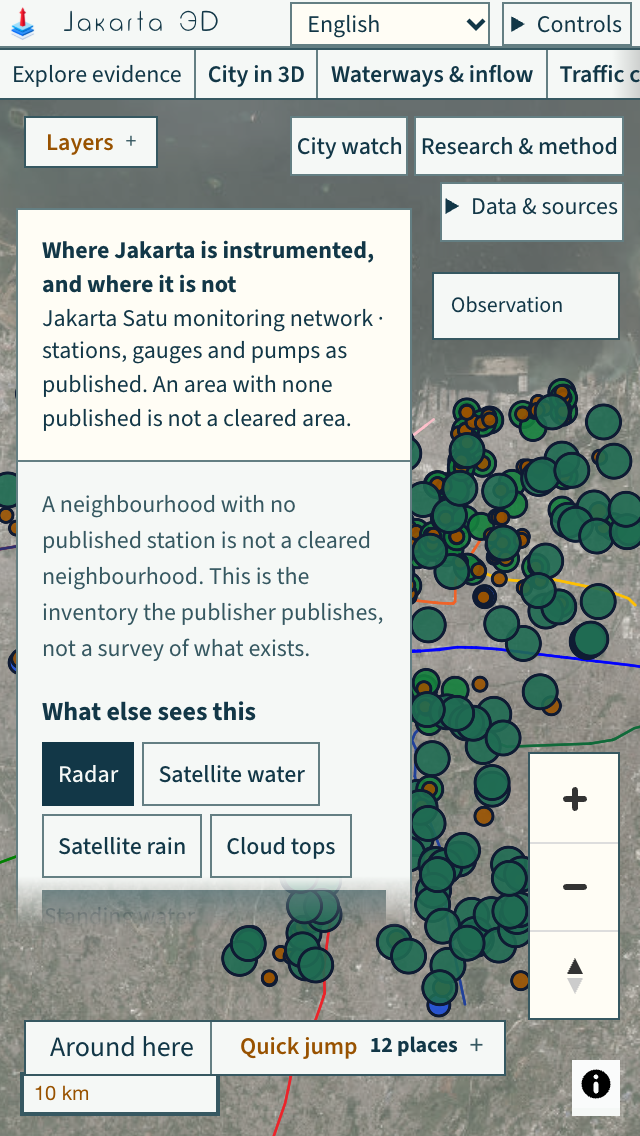 Jakarta 3D
English
Controls
Explore evidence
City in 3D
Waterways & inflow
Traffic c
Layers +
City watch
Research & method
Data & sources
Observation
Where Jakarta is instrumented,
and where it is not
Jakarta Satu monitoring network ·
stations, gauges and pumps as
published. An area with none
published is not a cleared area.
A neighbourhood with no
published station is not a cleared
neighbourhood. This is the
inventory the publisher publishes,
not a survey of what exists.
What else sees this
Radar
Satellite water
Satellite rain
Cloud tops
Standing water
Around here
Quick jump 12 places +
10 km